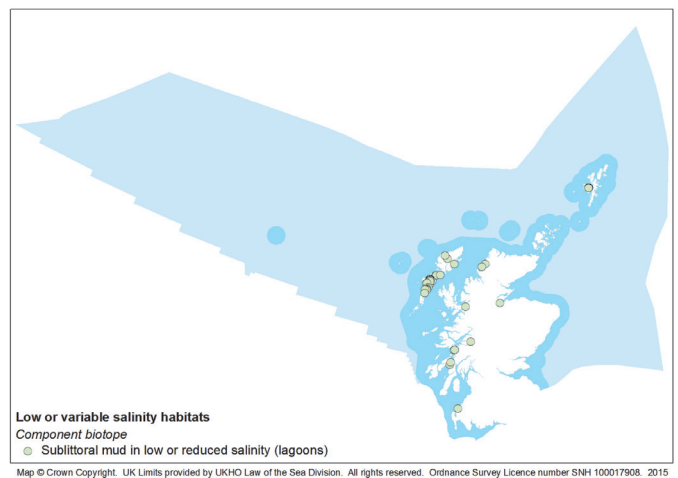 Low or variable salinity habitats
Component biotope
Sublittoral mud in low or reduced salinity (lagoons)
Map © Crown Copyright. UK Limits provided by UKHO Law of the Sea Division. All rights reserved. Ordnance Survey Licence number SNH 100017908. 2015